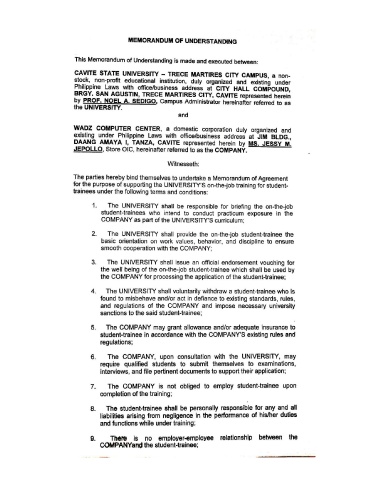 MEMORANDUM OF UNDERSTANDING
This Memorandum of Understanding is made and executed between:
CAVITE STATE UNIVERSITY – TRECE MARTIRES CITY CAMPUS, a non-
stock, non-profit educational institution, duly organized and existing under
Philippine Laws with office/business address at CITY HALL COMPOUND,
BRGY. SAN AGUSTIN, TRECE MARTIRES CITY, CAVITE represented herein
by PROF. NOEL A. SEDIGO, Campus Administrator hereinafter referred to as
the UNIVERSITY.
and
WADZ COMPUTER CENTER, a domestic corporation duly organized and
existing under Philippine Laws with office/business address at JIM BLDG.,
DAANG AMAYA I, TANZA, CAVITE represented herein by MS. JESSY M.
JEPOLLO, Store OIC, hereinafter referred to as the COMPANY.
Witnesseth:
The parties hereby bind themselves to undertake a Memorandum of Agreement
for the purpose of supporting the UNIVERSITY'S on-the-job training for student-
trainees under the following terms and conditions:
1. The UNIVERSITY shall be responsible for briefing the on-the-job
student-trainees who intend to conduct practicum exposure in the
COMPANY as part of the UNIVERSITY'S curriculum;
2. The UNIVERSITY shall provide the on-the-job student-trainee the
basic orientation on work values, behavior, and discipline to ensure
smooth cooperation with the COMPANY;
3. The UNIVERSITY shall issue an official endorsement vouching for
the well being of the on-the-job student-trainee which shall be used by
the COMPANY for processing the application of the student-trainee;
4. The UNIVERSITY shall voluntarily withdraw a student-trainee who is
found to misbehave and/or act in defiance to existing standards, rules,
and regulations of the COMPANY and impose necessary university
sanctions to the said student-trainee;
5. The COMPANY may grant allowance and/or adequate insurance to
student-trainee in accordance with the COMPANY'S existing rules and
regulations;
6. The COMPANY, upon consultation with the UNIVERSITY, may
require qualified students to submit themselves to examinations,
interviews, and file pertinent documents to support their application;
7. The COMPANY is not obliged to employ student-trainee upon
completion of the training;
8. The student-trainee shall be personally responsible for any and all
liabilities arising from negligence in the performance of his/her duties
and functions while under training;
9. There is no employer-employee relationship between the
COMPANYand the student-trainee;